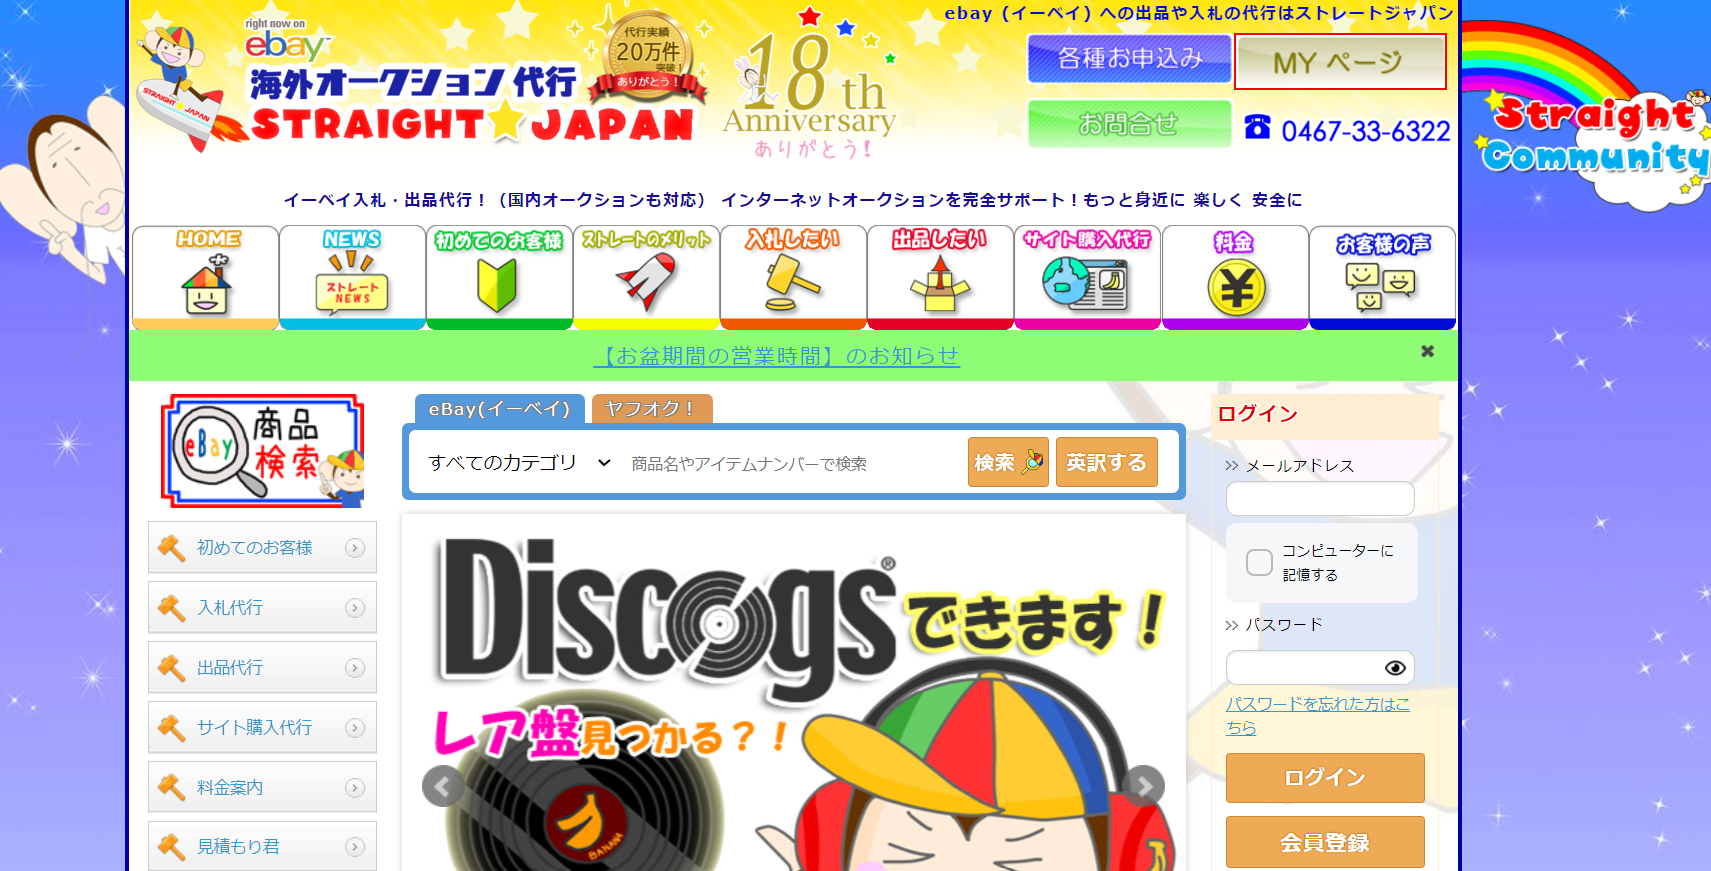 ebay (イーベイ) への出品や入札の代行はストレートジャパン
right now on
ebay
海外オークション代行
STRAIGHT★JAPAN
STRAIGHT★JAPAN
代行実績
20万件
突破!
ありがとう!
18th
Anniversary
ありがとう!
各種お申込み
MY ページ
お問合せ
☎ 0467-33-6322
Straight
Community
イーベイ入札・出品代行!（国内オークションも対応） インターネットオークションを完全サポート!もっと身近に 楽しく 安全に
HOME
NEWS
ストレート
NEWS
初めてのお客様
ストレートのメリット
入札したい
出品したい
サイト購入代行
料金
¥
お客様の声
【お盆期間の営業時間】のお知らせ
✖
eBay
商品
検索
eBay(イーベイ)
ヤフオク！
すべてのカテゴリ
商品名やアイテムナンバーで検索
検索
英訳する
初めてのお客様
入札代行
出品代行
サイト購入代行
料金案内
見積もり君
Discogs®できます！
レア盤見つかる？！
BANANA
ログイン
メールアドレス
コンピューターに
記憶する
パスワード
パスワードを忘れた方はこ
ちら
ログイン
会員登録